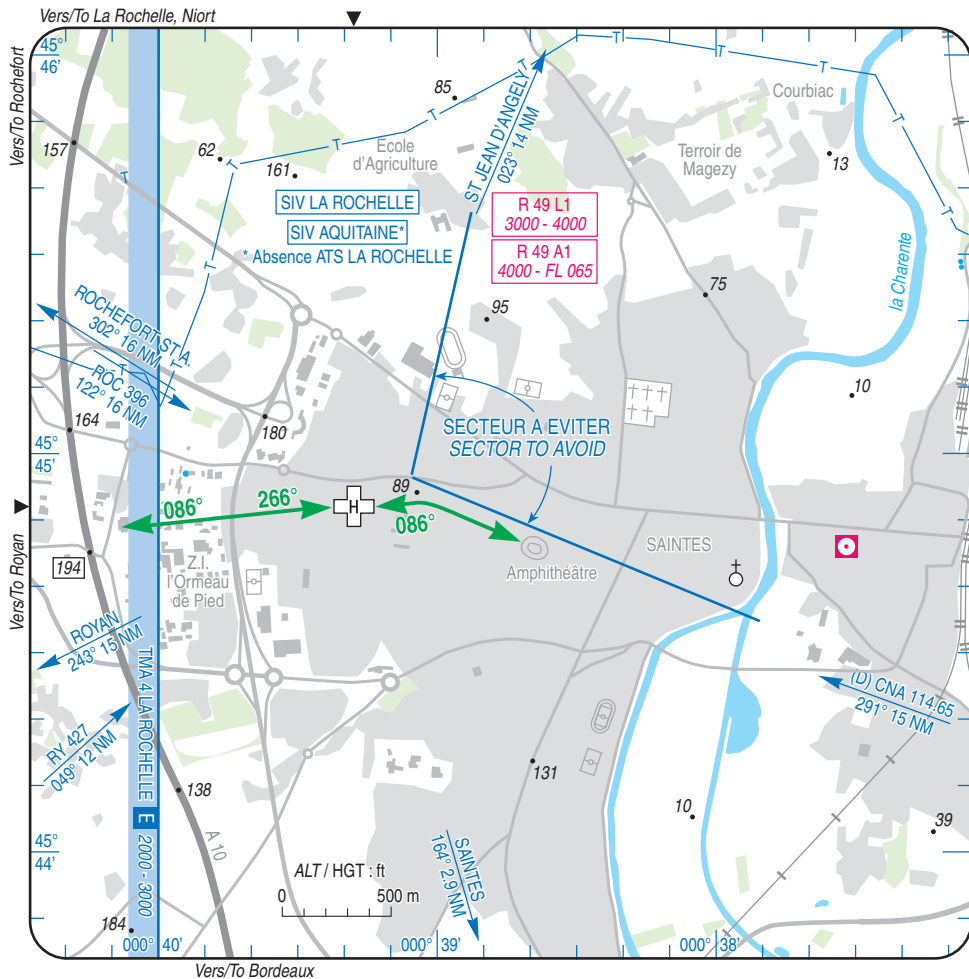 Vers/To La Rochelle, Niort
Vers/To Rochefort
45°
46'
157
62
161
85
Ecole
d'Agriculture
ST JEAN D'ANGELY
023° 14 NM
Courbiac
Terroir de
Magezy
13
T
T
T
T
T
T
T
T
T
T
T
SIV LA ROCHELLE
SIV AQUITAINE*
* Absence ATS LA ROCHELLE
R 49 L1
3000 - 4000
R 49 A1
4000 - FL 065
la Charente
75
95
10
ROCHEFORT ST A.
302° 16 NM
ROC 396
122° 16 NM
164
180
SECTEUR A EVITER
SECTOR TO AVOID
45°
45'
89
086°
266°
H
086°
SAINTES
Amphithéâtre
194
Z.I.
l'Ormeau
de Pied
Vers/To Royan
ROYAN
243° 15 NM
RY 427
049° 12 NM
TMA 4 LA ROCHELLE E 2000 - 3000
(D) CNA 114.65
291° 15 NM
138
131
10
39
A 10
45°
44'
ALT / HGT : ft
0
500 m
SAINTES
164° 2.9 NM
184
000° 40'
000° 39'
000° 38'
Vers/To Bordeaux